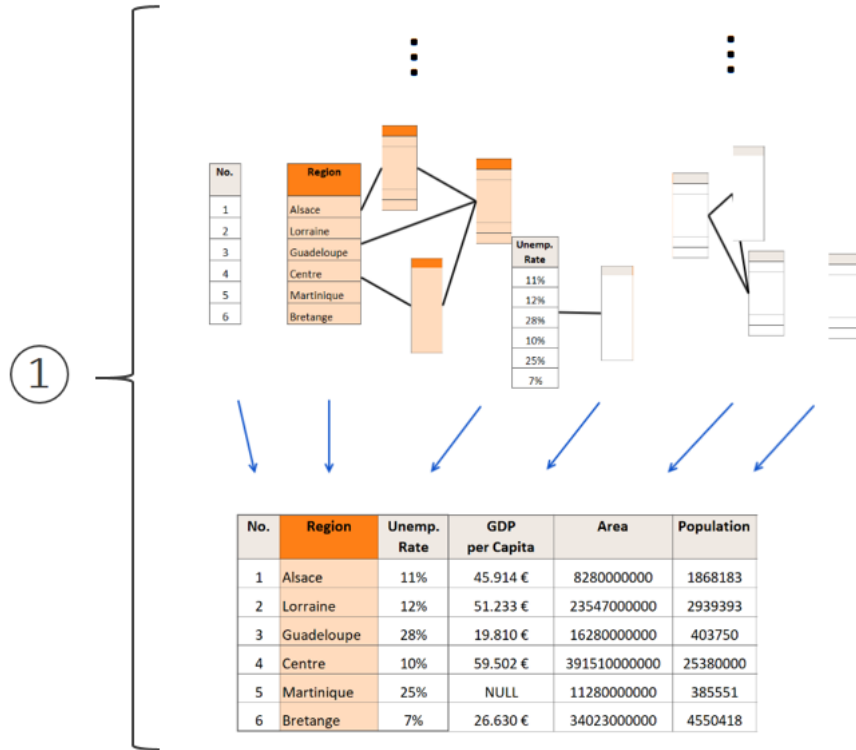 ①
No. Region
1 Alsace
2 Lorraine
3 Guadeloupe
4 Centre
5 Martinique
6 Bretange
Unemp.
Rate
11%
12%
28%
10%
25%
7%
No. Region Unemp. Rate GDP per Capita Area Population
1 Alsace 11% 45.914 € 8280000000 1868183
2 Lorraine 12% 51.233 € 23547000000 2939393
3 Guadeloupe 28% 19.810 € 16280000000 403750
4 Centre 10% 59.502 € 391510000000 25380000
5 Martinique 25% NULL 11280000000 385551
6 Bretange 7% 26.630 € 34023000000 4550418